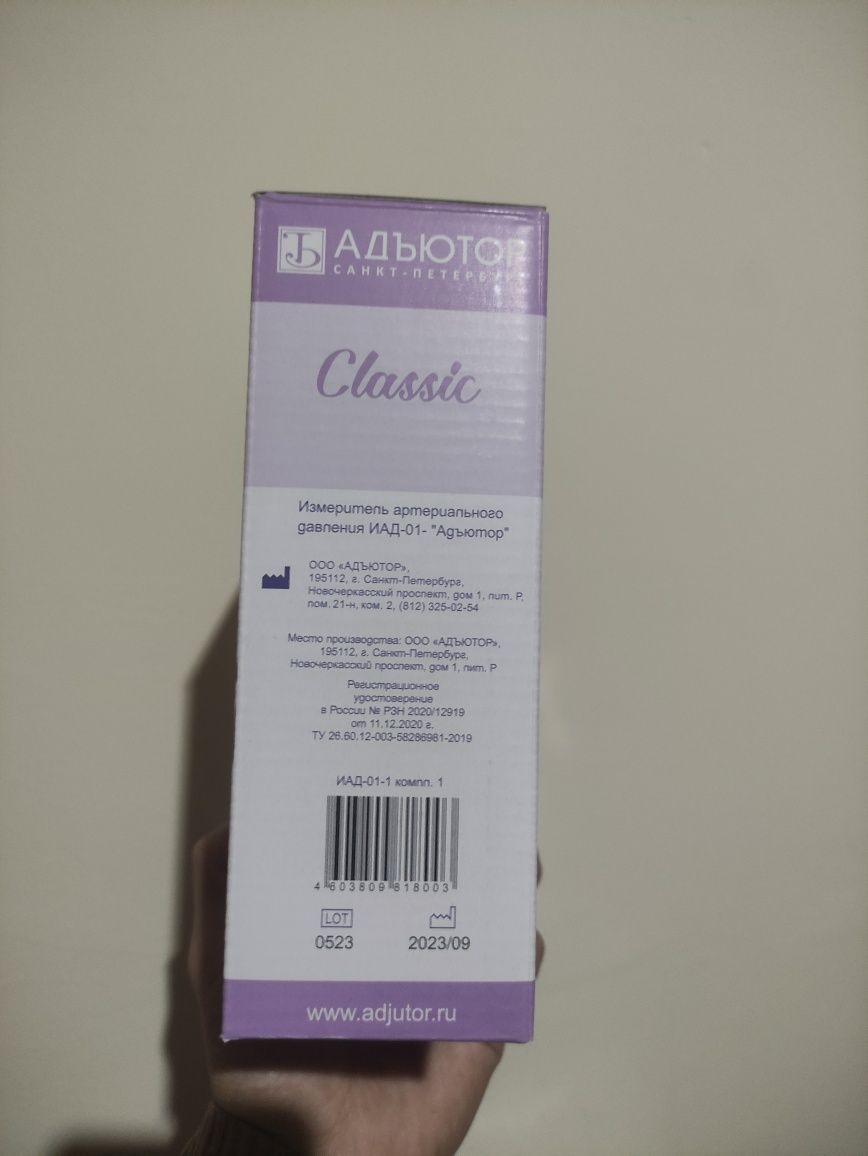 АДЪЮТОР
САНКТ-ПЕТЕРБУРГ
Classic
Измеритель артериального
давления ИАД-01- "Адъютор"
ООО «АДЪЮТОР»,
195112, г. Санкт-Петербург,
Новочеркасский проспект, дом 1, лит. Р,
пом. 21-н, ком. 2, (812) 325-02-54
Место производства: ООО «АДЪЮТОР»,
195112, г. Санкт-Петербург,
Новочеркасский проспект, дом 1, лит. Р
Регистрационное
удостоверение
в России № РЗН 2020/12919
от 11.12.2020 г.
ТУ 26.60.12-003-58286981-2019
ИАД-01-1 компл. 1
4 603809 818003
LOT
0523 2023/09
www.adjutor.ru